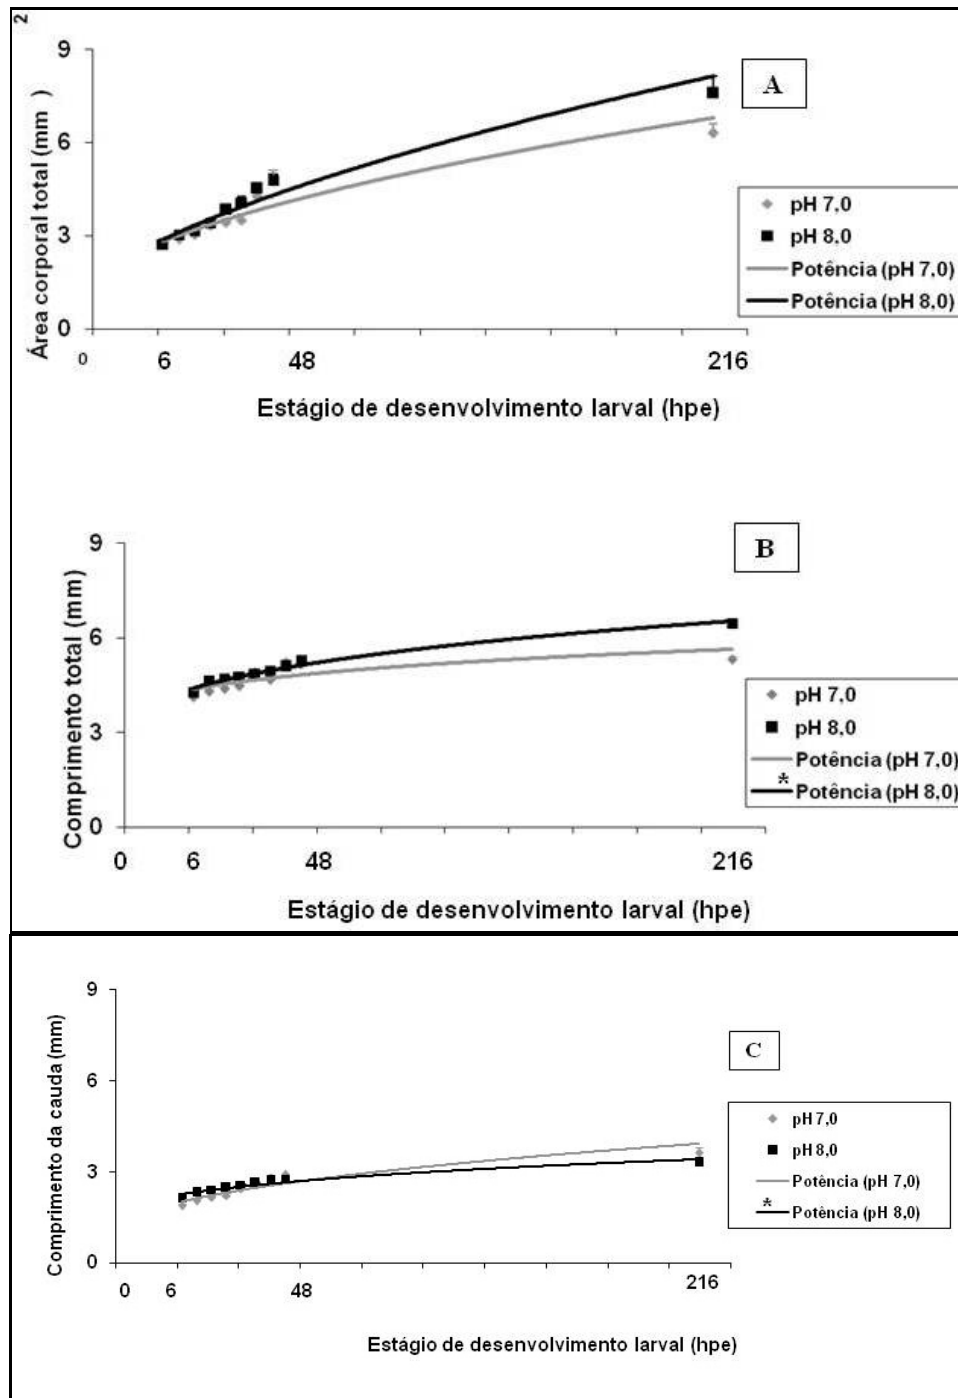 2
9
6
3
0
Área corporal total (mm )
0
6
48
216
Estágio de desenvolvimento larval (hpe)
A
pH 7,0
pH 8,0
Potência (pH 7,0)
Potência (pH 8,0)
9
6
3
0
Comprimento total (mm)
0
6
48
216
Estágio de desenvolvimento larval (hpe)
B
pH 7,0
pH 8,0
Potência (pH 7,0)
* Potência (pH 8,0)
9
6
3
0
Comprimento da cauda (mm)
0
6
48
216
Estágio de desenvolvimento larval (hpe)
C
pH 7,0
pH 8,0
Potência (pH 7,0)
* Potência (pH 8,0)